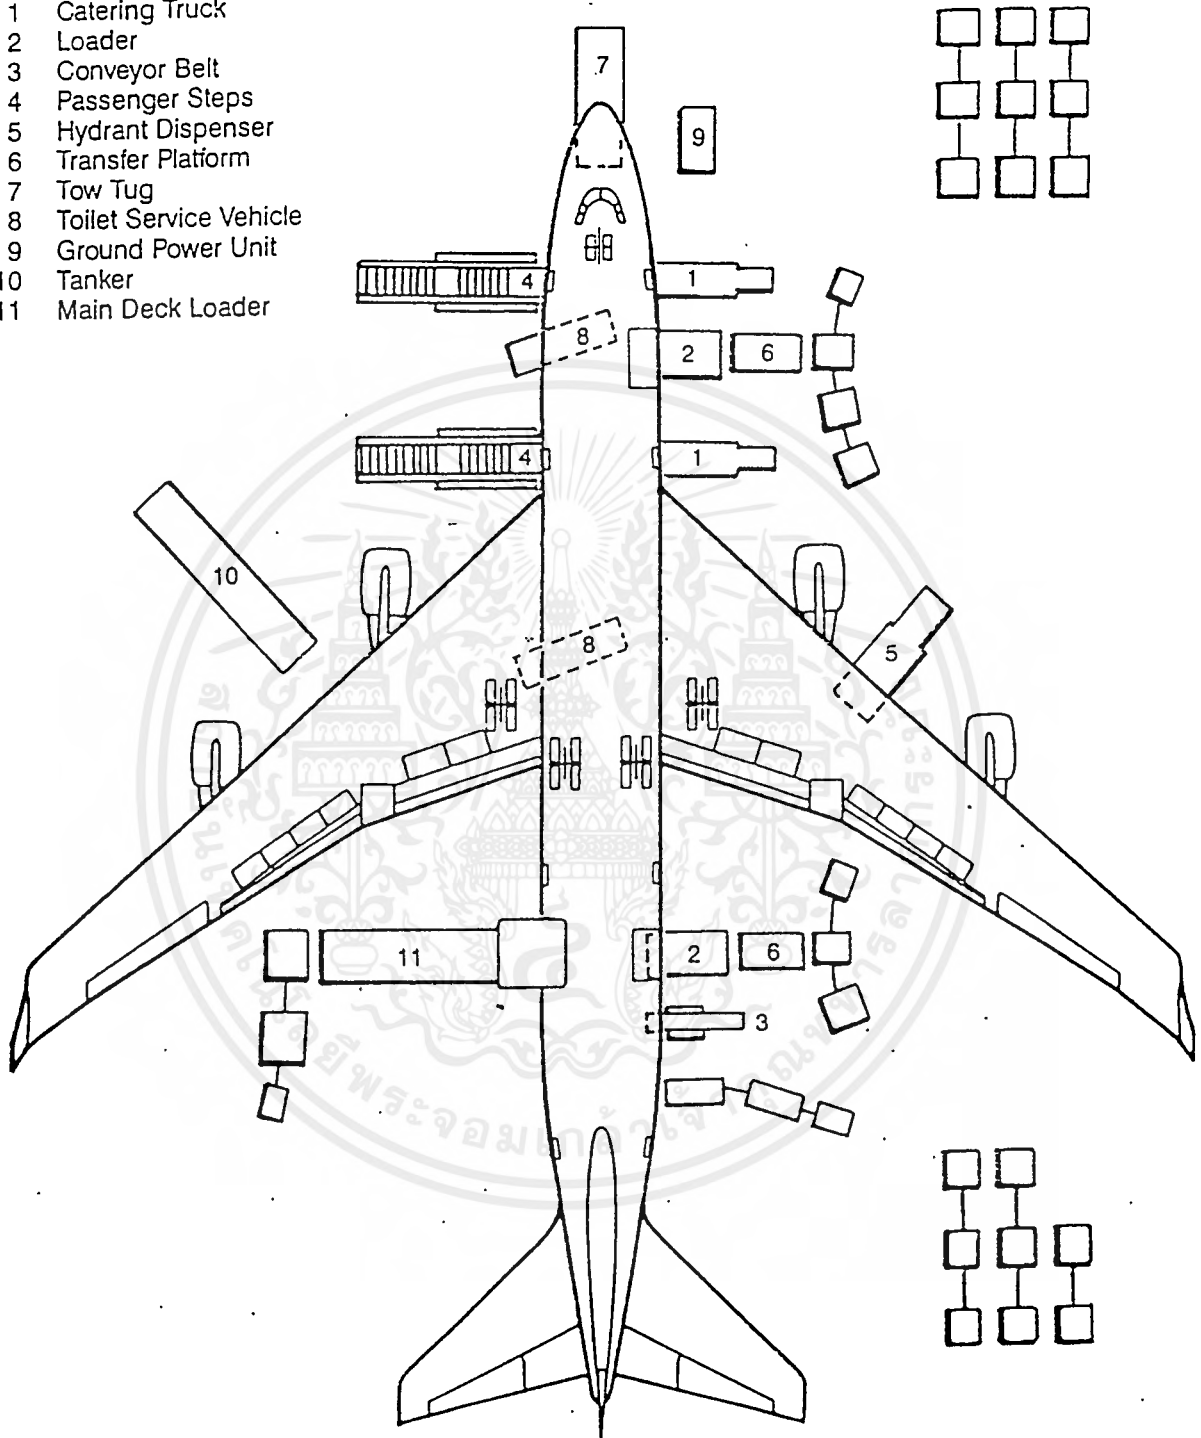 1 Catering Truck
2 Loader
3 Conveyor Belt
4 Passenger Steps
5 Hydrant Dispenser
6 Transfer Platform
7 Tow Tug
8 Toilet Service Vehicle
9 Ground Power Unit
10 Tanker
11 Main Deck Loader
7
9
4
1
8
2
6
4
1
10
8
5
11
2
6
3